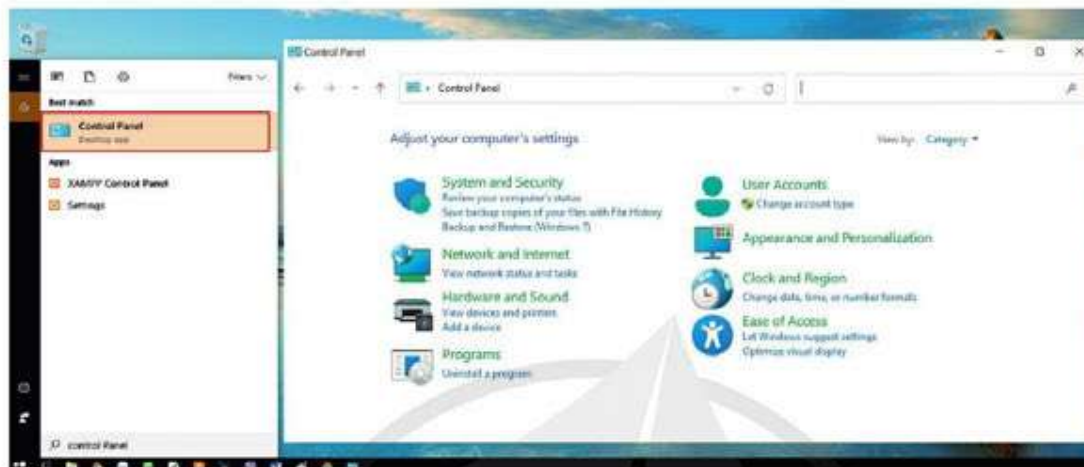 Filters
Best match
Control Panel
Desktop app
Apps
XAMPP Control Panel
Settings
control Panel
Control Panel
Control Panel
Adjust your computer's settings
View by: Category
System and Security
Review your computer's status
Save backup copies of your files with File History
Backup and Restore (Windows 7)
Network and Internet
View network status and tasks
Hardware and Sound
View devices and printers
Add a device
Programs
Uninstall a program
User Accounts
Change account type
Appearance and Personalization
Clock and Region
Change date, time, or number formats
Ease of Access
Let Windows suggest settings
Optimize visual display